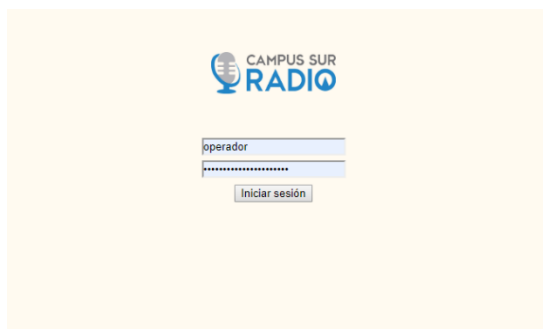 CAMPUS SUR
RADIO
operador
••••••••••••••••••••••
Iniciar sesión